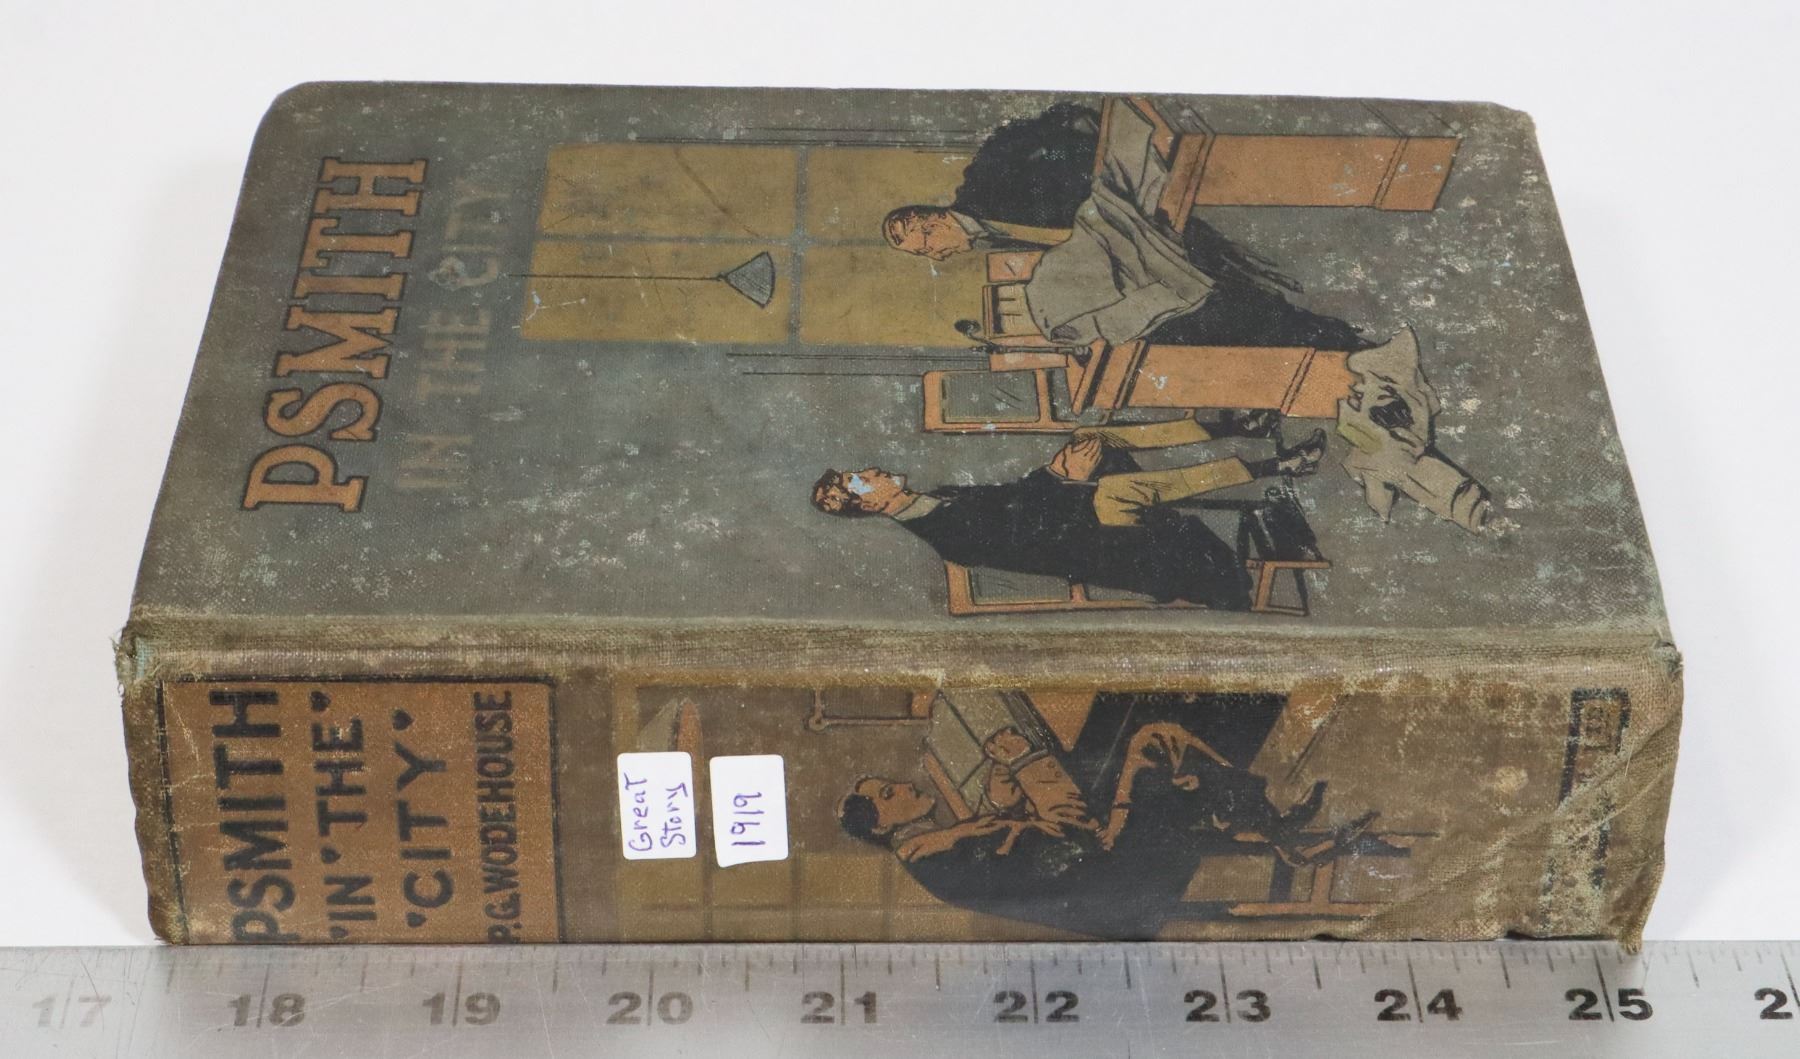 PSMITH
IN THE CITY
PSMITH
"IN "THE"
"CITY"
P.G. WODEHOUSE
Great
Story
1919
17 18 19 20 21 22 23 24 25 2